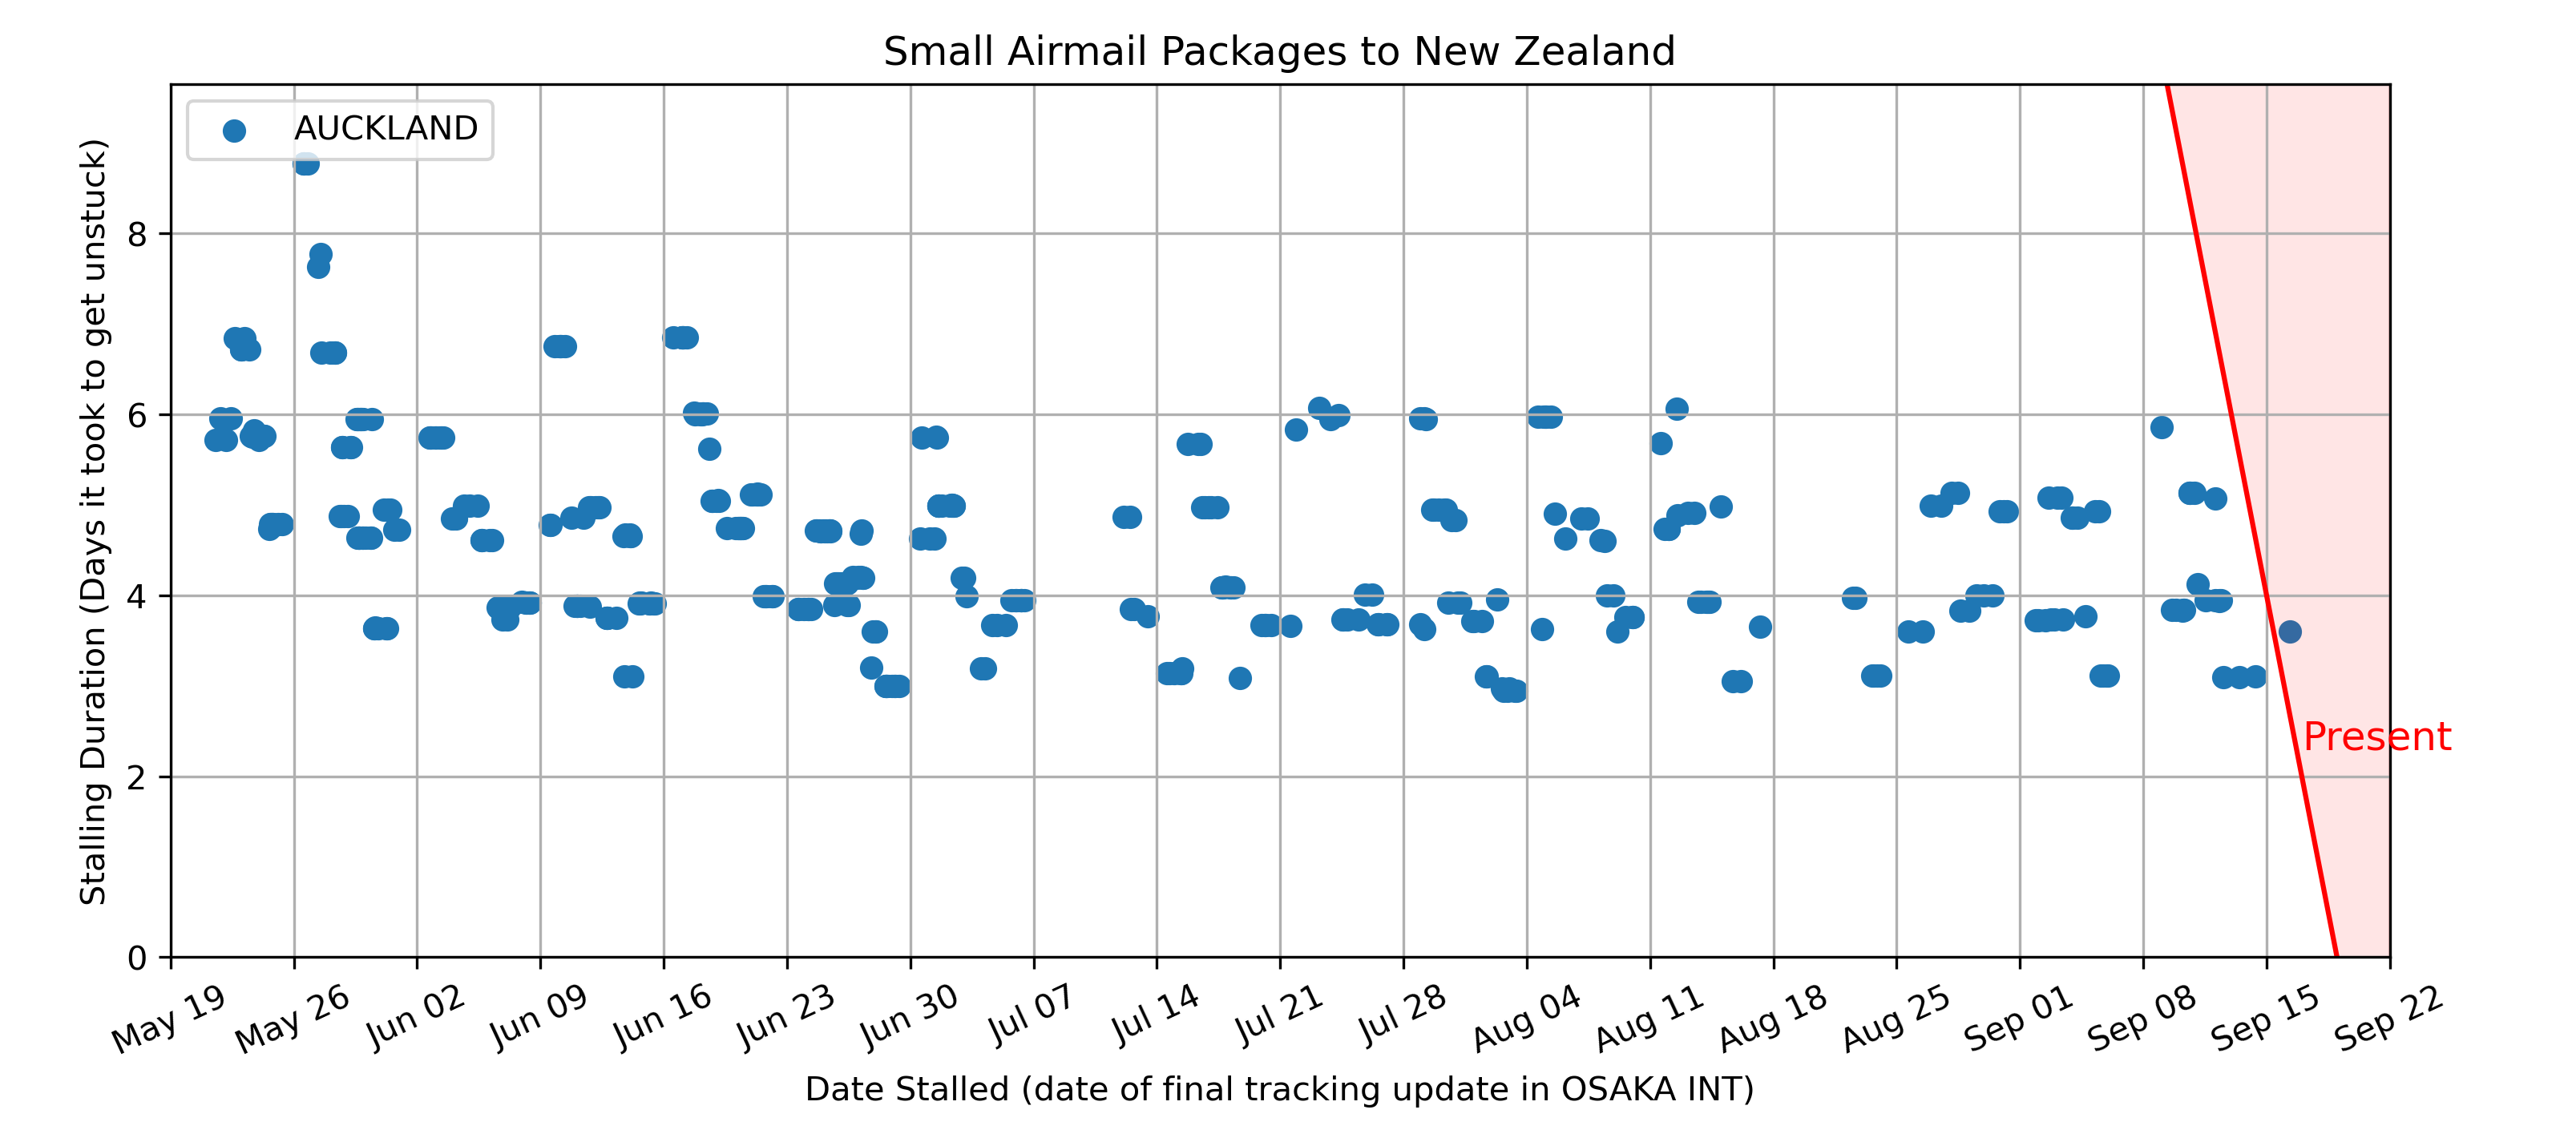 Small Airmail Packages to New Zealand
AUCKLAND
Stalling Duration (Days it took to get unstuck)
8
6
4
2
0
Present
May 19
May 26
Jun 02
Jun 09
Jun 16
Jun 23
Jun 30
Jul 07
Jul 14
Jul 21
Jul 28
Aug 04
Aug 11
Aug 18
Aug 25
Sep 01
Sep 08
Sep 15
Sep 22
Date Stalled (date of final tracking update in OSAKA INT)